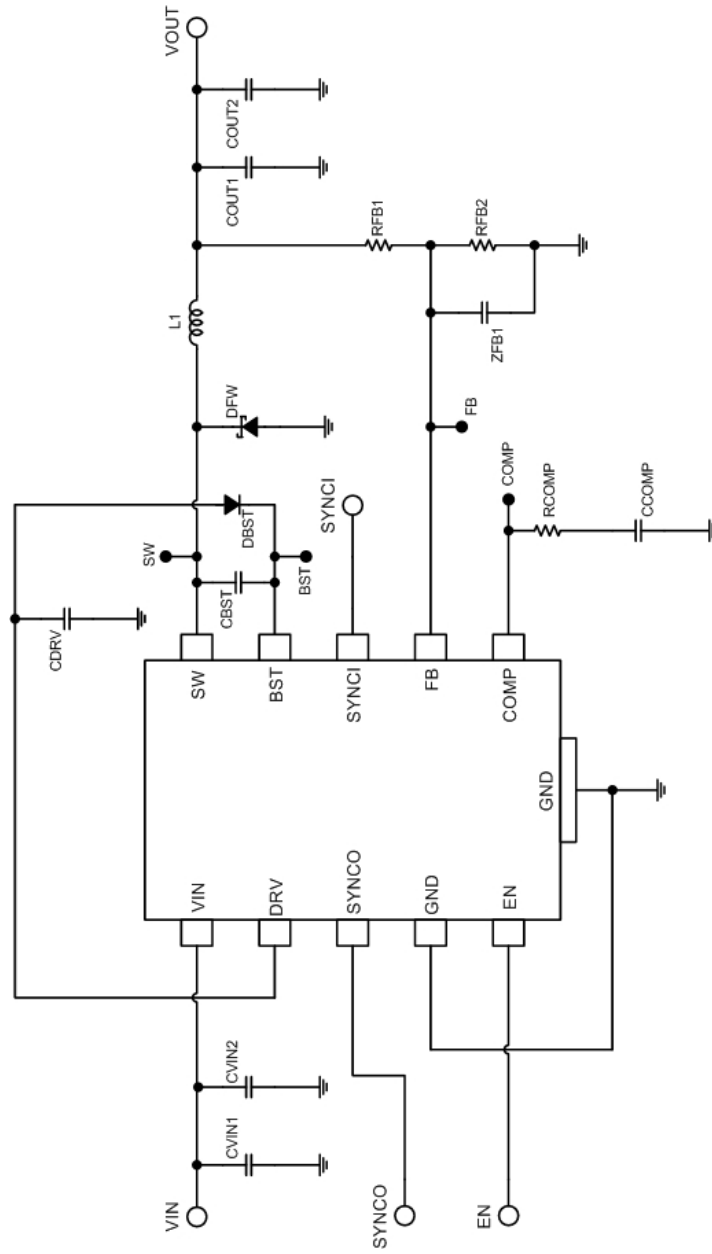 VIN
CVIN1
CVIN2
CDRV
SYNCO
EN
VIN
DRV
SYNCO
GND
EN
GND
SW
BST
SYNCI
FB
COMP
SW
CBST
DBST
BST
DFW
L1
SYNCI
COUT1
COUT2
VOUT
RFB1
RFB2
ZFB1
FB
COMP
RCOMP
CCOMP